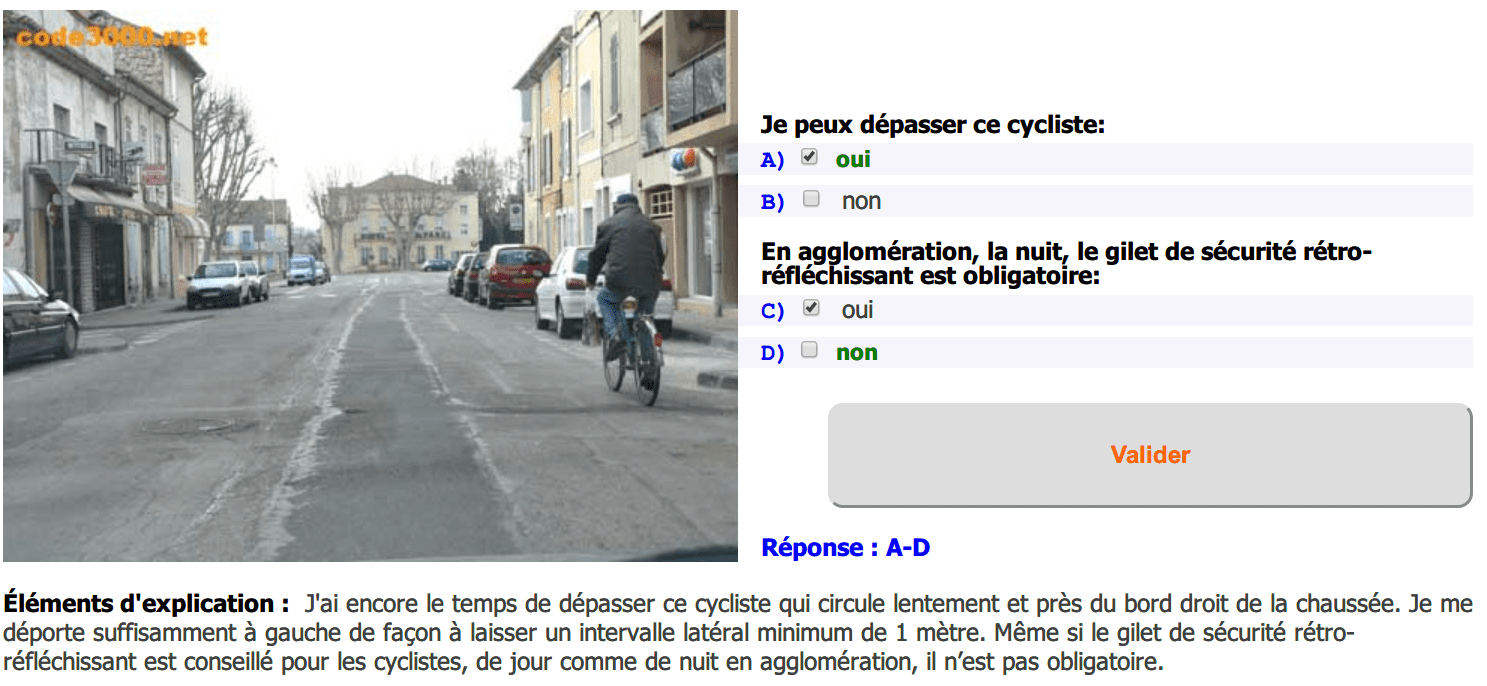 code3000.net
Je peux dépasser ce cycliste:
A) oui
B) non
En agglomération, la nuit, le gilet de sécurité rétro-
réfléchissant est obligatoire:
C) oui
D) non
Valider
Réponse : A-D
Éléments d'explication : J'ai encore le temps de dépasser ce cycliste qui circule lentement et près du bord droit de la chaussée. Je me
déporte suffisamment à gauche de façon à laisser un intervalle latéral minimum de 1 mètre. Même si le gilet de sécurité rétro-
réfléchissant est conseillé pour les cyclistes, de jour comme de nuit en agglomération, il n’est pas obligatoire.